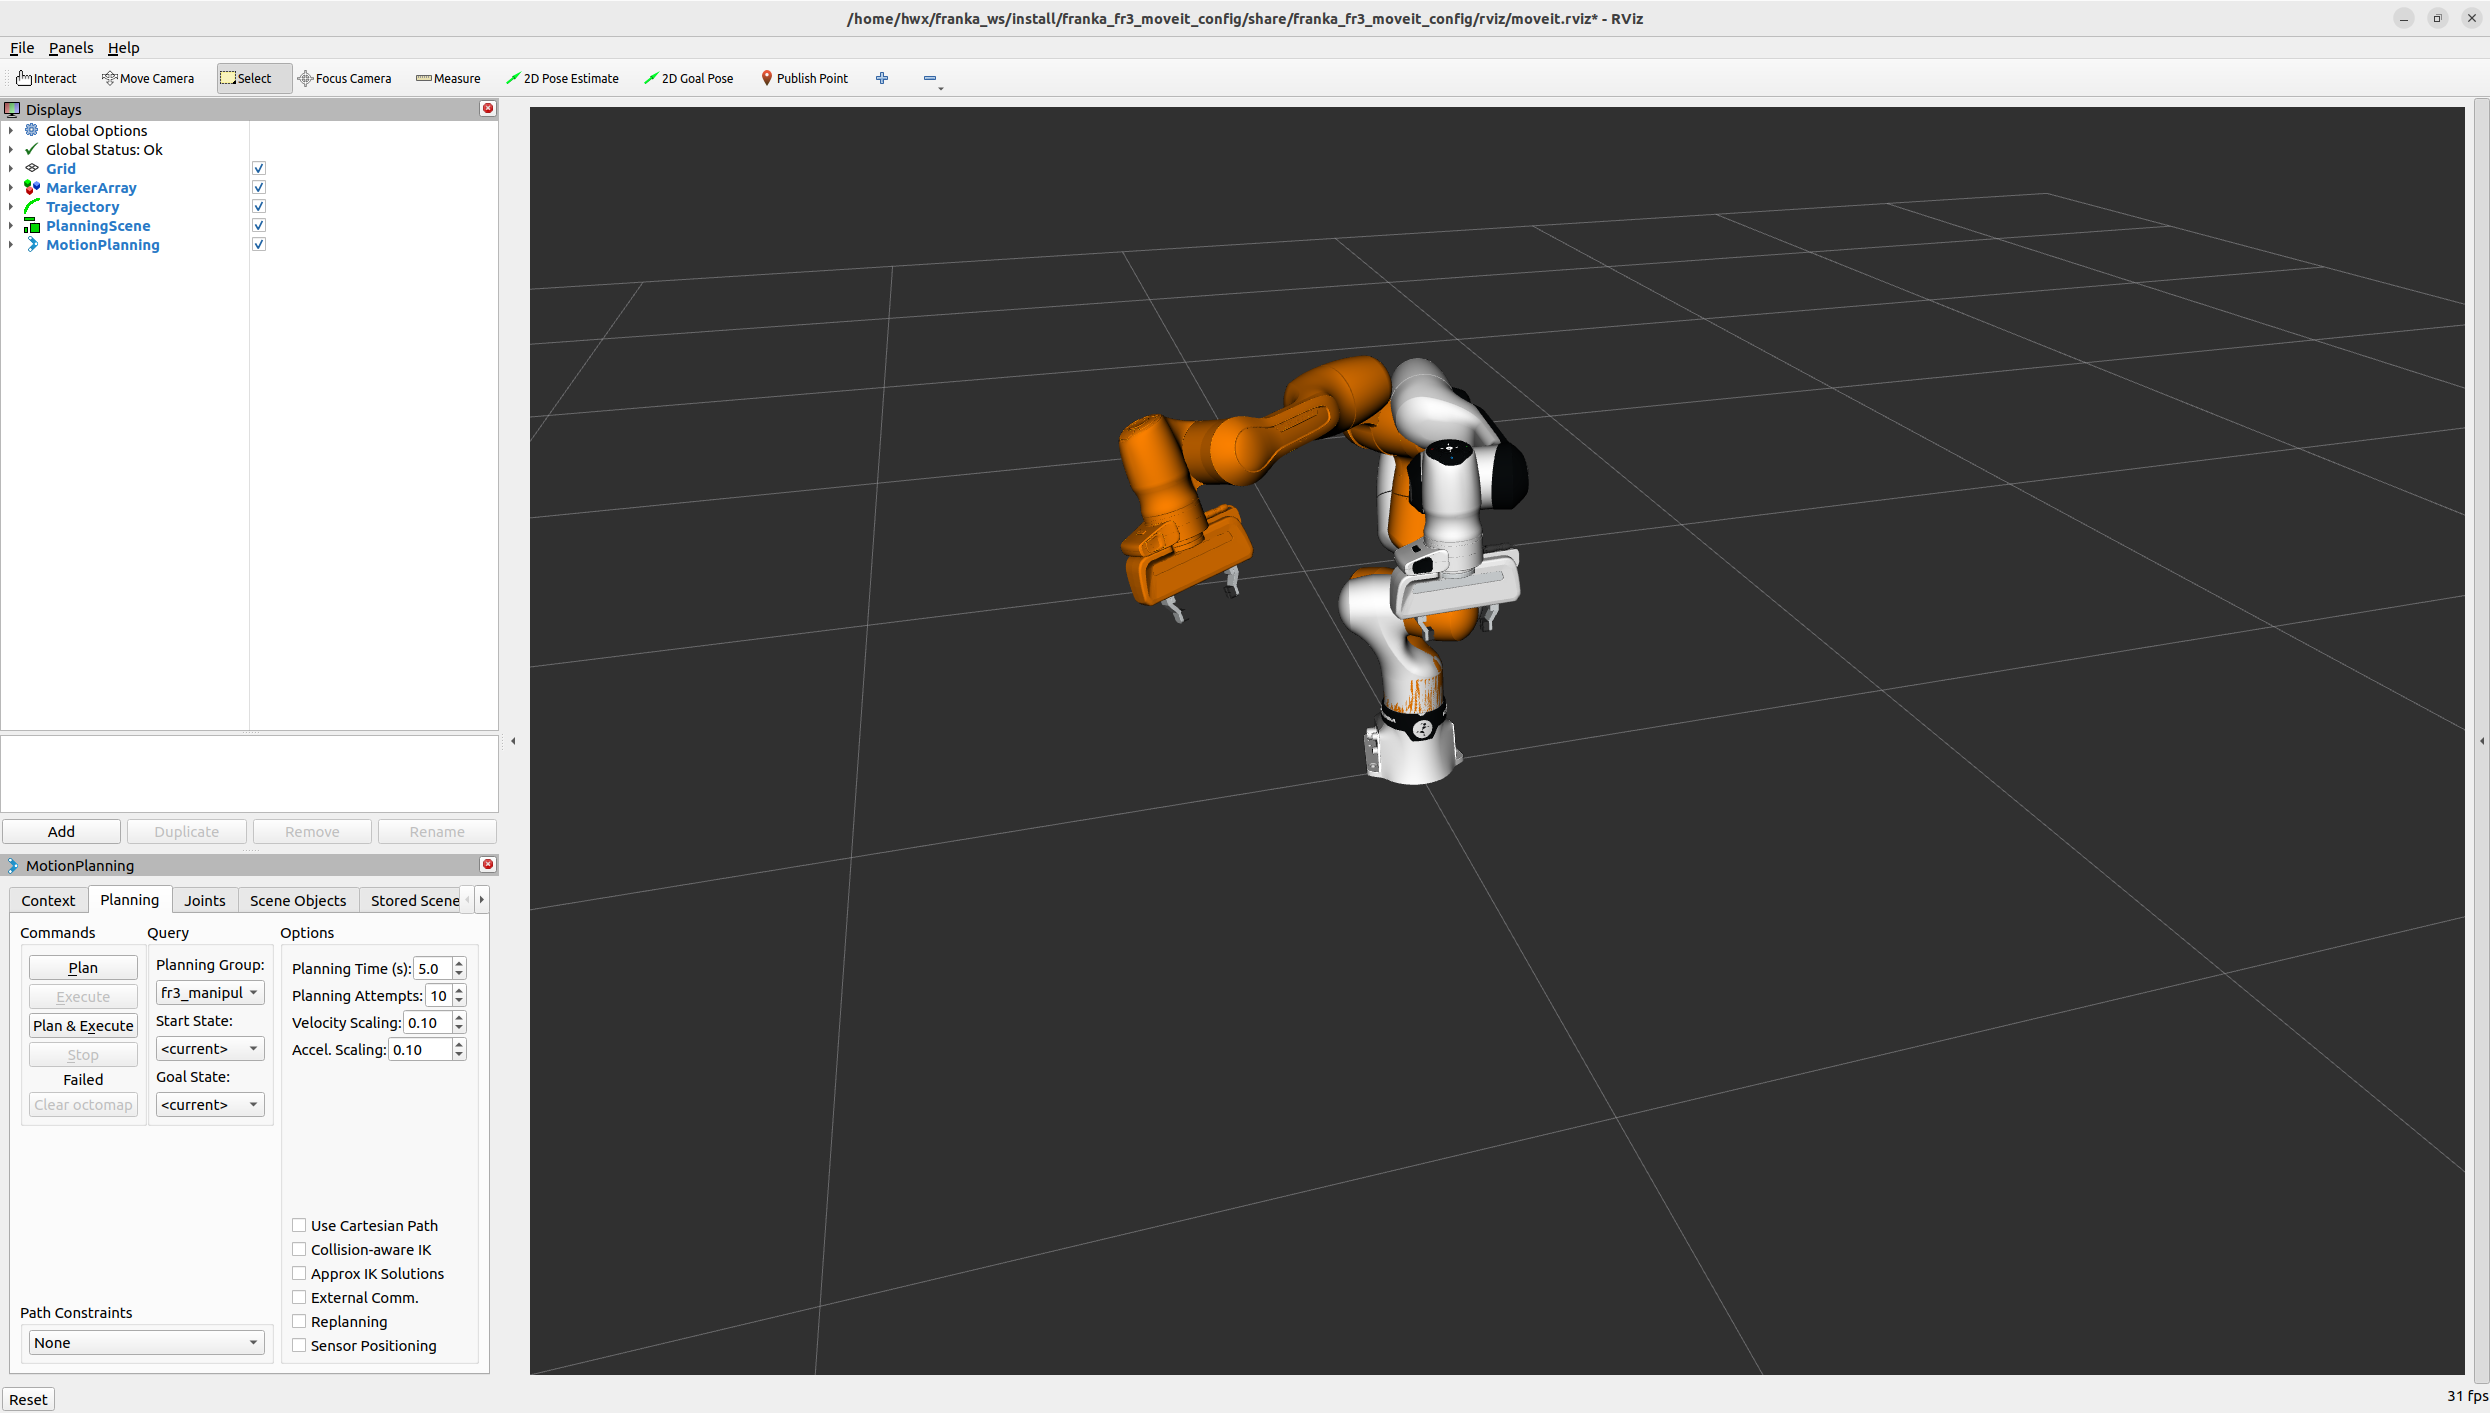 /home/hwx/franka_ws/install/franka_fr3_moveit_config/share/franka_fr3_moveit_config/rviz/moveit.rviz* - RViz
File Panels Help
Interact Move Camera Select Focus Camera Measure 2D Pose Estimate 2D Goal Pose Publish Point
Displays
Global Options
Global Status: Ok
Grid
MarkerArray
Trajectory
PlanningScene
MotionPlanning
Add Duplicate Remove Rename
MotionPlanning
Context Planning Joints Scene Objects Stored Scene
Commands Query Options
Plan
Execute
Plan & Execute
Stop
Failed
Clear octomap
Planning Group:
fr3_manipul
Start State:
<current>
Goal State:
<current>
Planning Time (s): 5.0
Planning Attempts: 10
Velocity Scaling: 0.10
Accel. Scaling: 0.10
Use Cartesian Path
Collision-aware IK
Approx IK Solutions
External Comm.
Replanning
Sensor Positioning
Path Constraints
None
Reset
31 fps